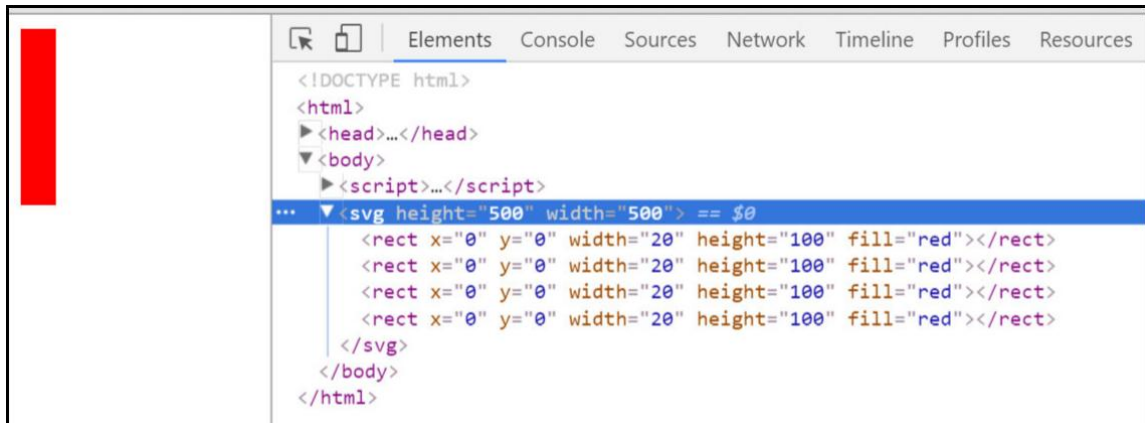 Elements Console Sources Network Timeline Profiles Resources
<!DOCTYPE html>
<html>
▶<head>…</head>
▼<body>
▶<script>…</script>
… ▼<svg height="500" width="500"> == $0
<rect x="0" y="0" width="20" height="100" fill="red"></rect>
<rect x="0" y="0" width="20" height="100" fill="red"></rect>
<rect x="0" y="0" width="20" height="100" fill="red"></rect>
<rect x="0" y="0" width="20" height="100" fill="red"></rect>
</svg>
</body>
</html>